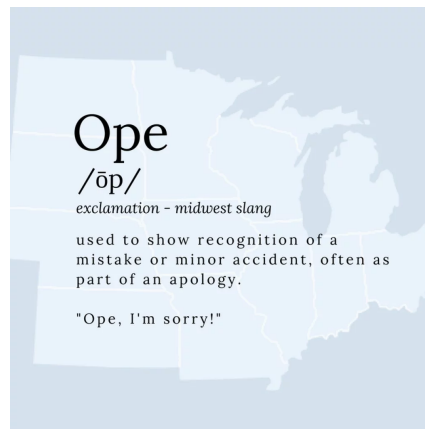 Ope
/ōp/
exclamation - midwest slang
used to show recognition of a
mistake or minor accident, often as
part of an apology.
"Ope, I'm sorry!"